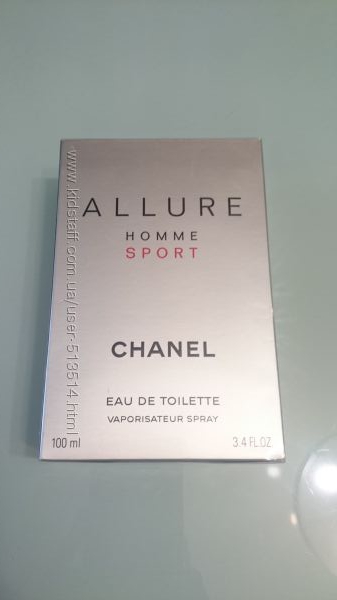 ALLURE
HOMME
SPORT
CHANEL
EAU DE TOILETTE
VAPORISATEUR SPRAY
100 ml 3.4 FL.OZ.
www.kidstaff.com.ua/user-513514.html